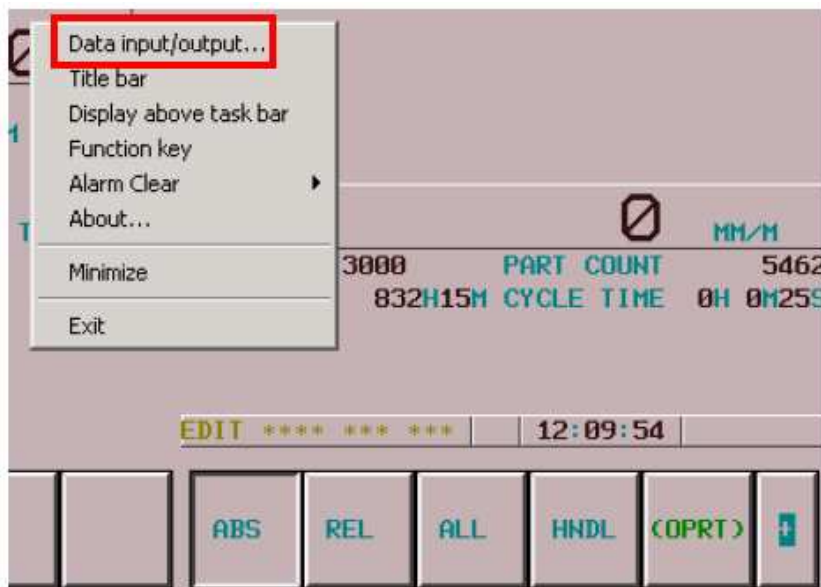 0
Data input/output...
Title bar
Display above task bar
Function key
Alarm Clear
About...
Minimize
Exit
0 MM/M
3000 PART COUNT 5462
832H15M CYCLE TIME 0H 0M25S
EDIT **** *** *** 12:09:54
ABS REL ALL HNDL (OPRT) +